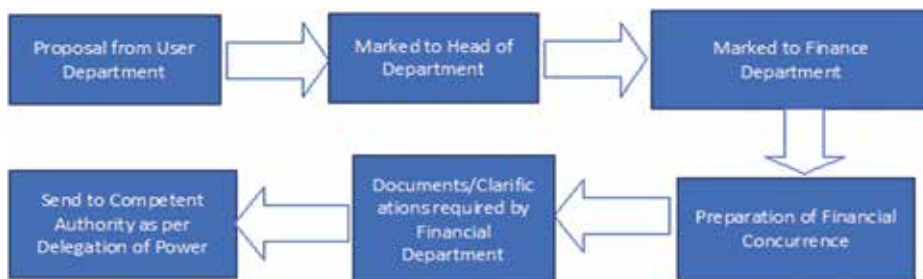 Proposal from User
Department
Marked to Head of
Department
Marked to Finance
Department
Preparation of Financial
Concurrence
Documents/Clarific
ations required by
Financial
Department
Send to Competent
Authority as per
Delegation of Power